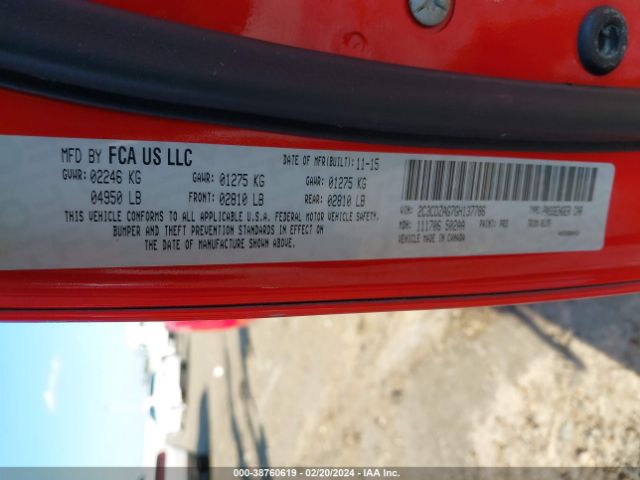 MFD BY FCA US LLC DATE OF MFR(BUILT): 11-15
GVWR: 02246 KG GAWR: 01275 KG GAWR: 01275 KG
04950 LB FRONT: 02810 LB REAR: 02810 LB
THIS VEHICLE CONFORMS TO ALL APPLICABLE U.S.A. FEDERAL MOTOR VEHICLE SAFETY,
BUMPER AND THEFT PREVENTION STANDARDS IN EFFECT ON
THE DATE OF MANUFACTURE SHOWN ABOVE.
VIN: 2C3CDZAG7GH137786 TYPE: PASSENGER CAR
MDH: 111706 502AA PAINT: PR3
VEHICLE MADE IN CANADA
000-38760619 - 02/20/2024 - IAA Inc.